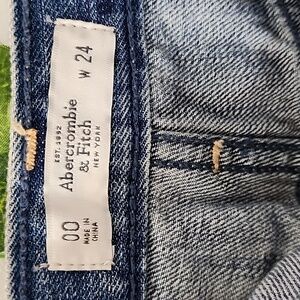 EST. 1892
Abercrombie
& Fitch
NEW YORK
W 24
00
MADE IN
CHINA